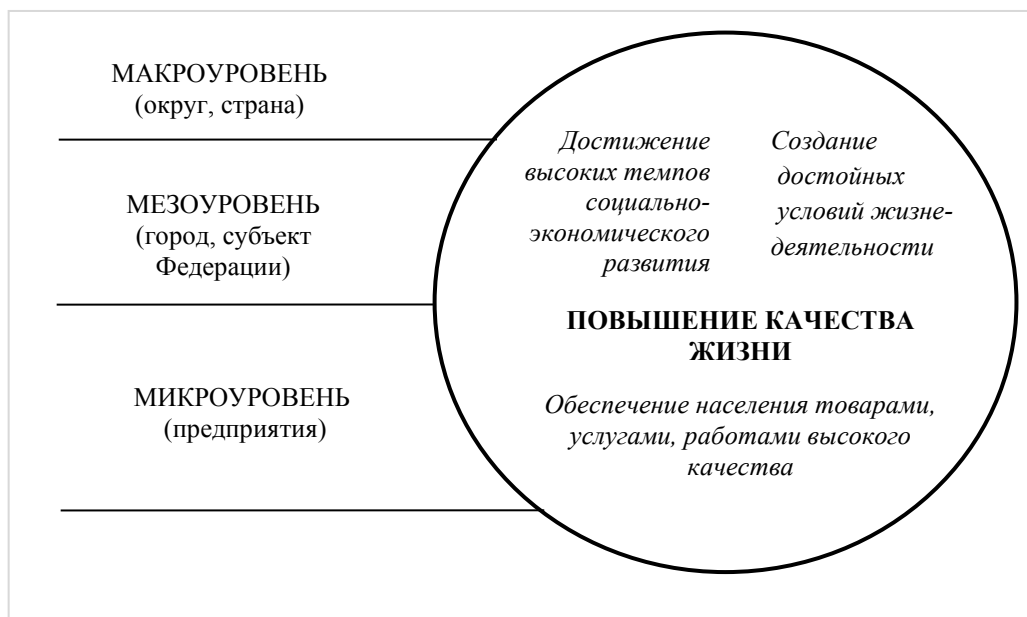 МАКРОУРОВЕНЬ
(округ, страна)
МЕЗОУРОВЕНЬ
(город, субъект
Федерации)
МИКРОУРОВЕНЬ
(предприятия)
Достижение
высоких темпов
социально-
экономического
развития
Создание
достойных
условий жизне-
деятельности
ПОВЫШЕНИЕ КАЧЕСТВА
ЖИЗНИ
Обеспечение населения товарами,
услугами, работами высокого
качества